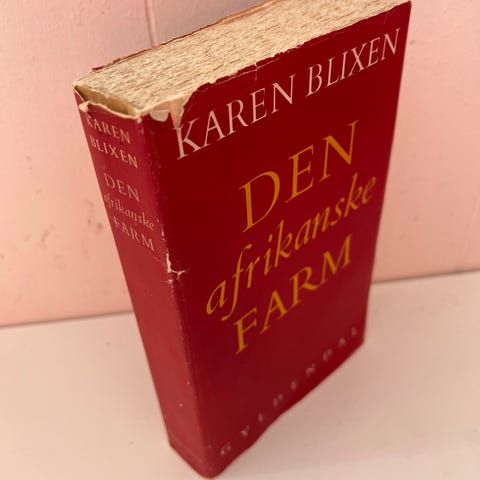 KAREN BLIXEN
DEN
afrikanske
FARM
GYLDENDAL
KAREN
BLIXEN
DEN
afrikanske
FARM